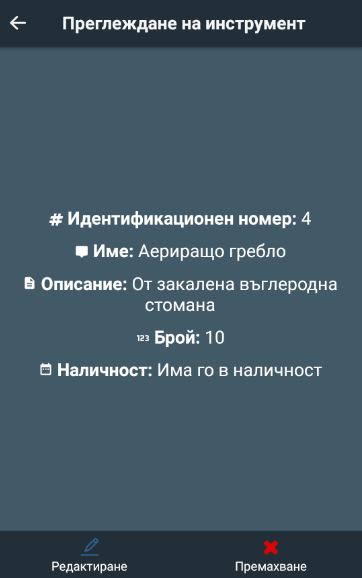 Преглеждане на инструмент
# Идентификационен номер: 4
Име: Аериращо гребло
Описание: От закалена въглеродна
стомана
123 Брой: 10
Наличност: Има го в наличност
Редактиране Премахване